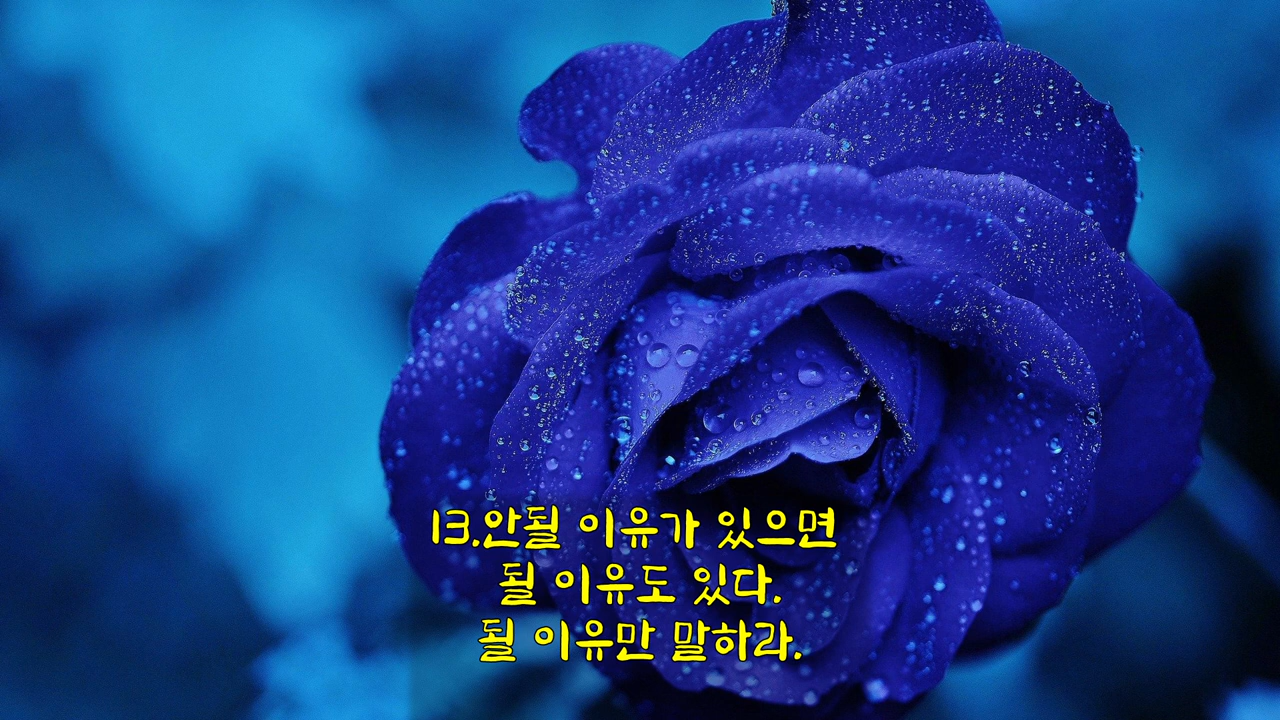 13.안될 이유가 있으면
될 이유도 있다.
될 이유만 말하라.